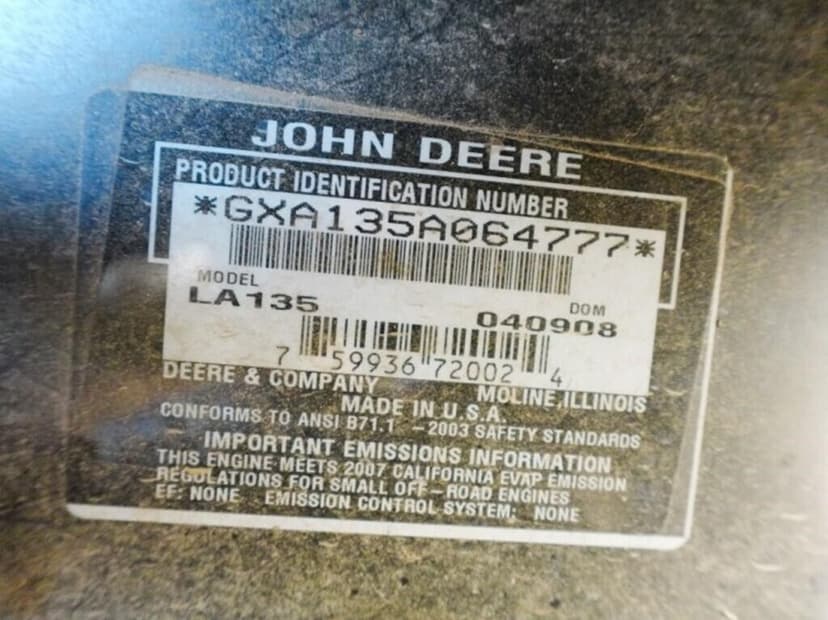 JOHN DEERE
PRODUCT IDENTIFICATION NUMBER
*GXA135A064777*
MODEL
LA135
DOM
040908
7 59936 72002 4
DEERE & COMPANY MOLINE, ILLINOIS
MADE IN U.S.A.
CONFORMS TO ANSI B71.1 -2003 SAFETY STANDARDS
IMPORTANT EMISSIONS INFORMATION
THIS ENGINE MEETS 2007 CALIFORNIA EVAP EMISSION
REGULATIONS FOR SMALL OFF-ROAD ENGINES
EF: NONE EMISSION CONTROL SYSTEM: NONE